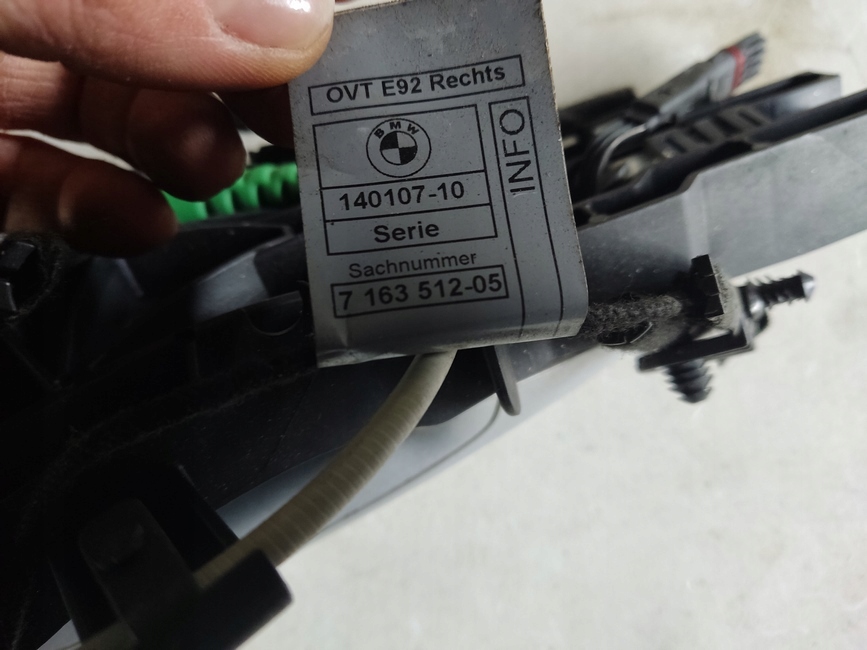 OVT E92 Rechts
BMW
INFO
140107-10
Serie
Sachnummer
7 163 512-05